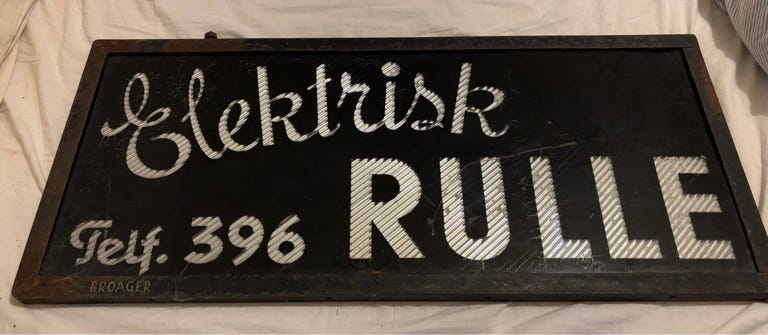 Elektrisk
RULLE
Telf. 396
BROAGER